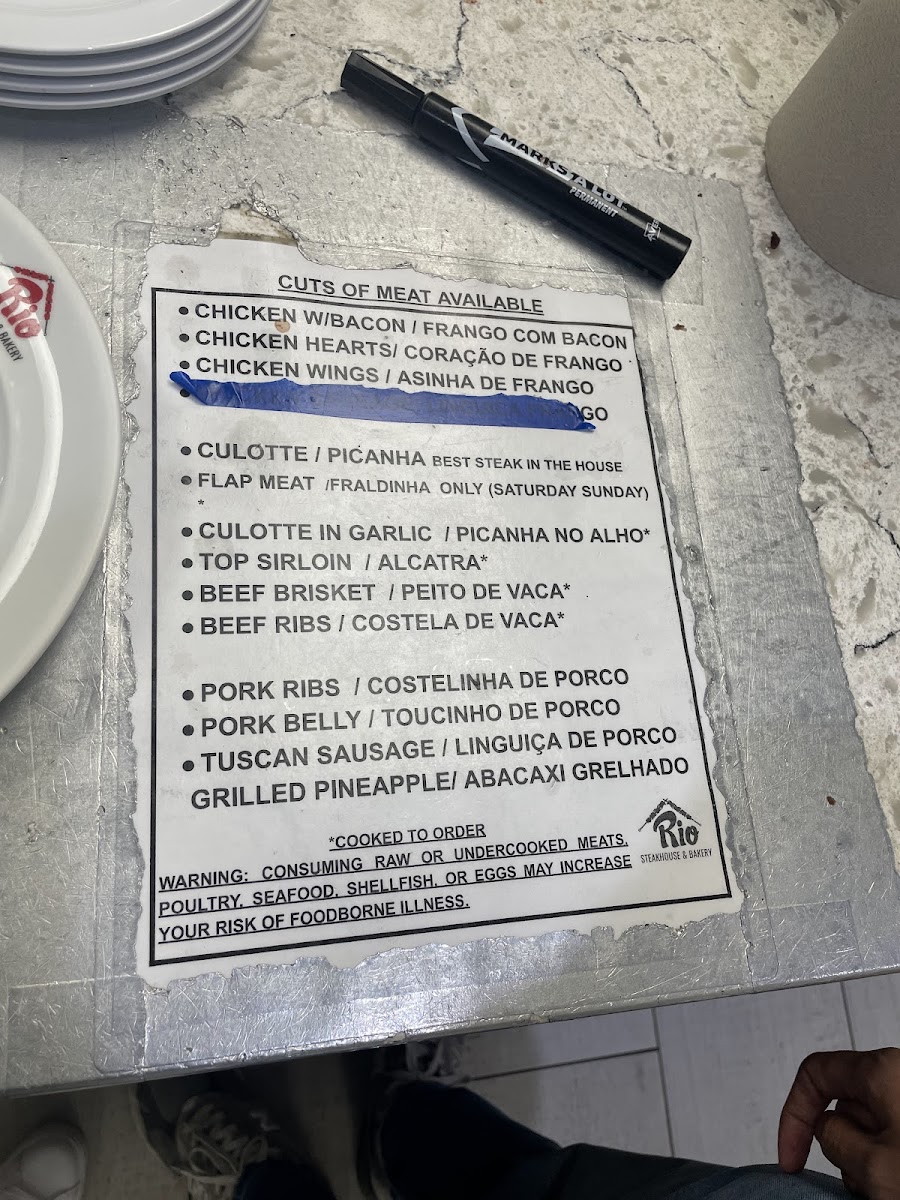 MARKS-A-LOT
PERMANENT
AVERY
Rio
& BAKERY
CUTS OF MEAT AVAILABLE
• CHICKEN W/BACON / FRANGO COM BACON
• CHICKEN HEARTS/ CORAÇÃO DE FRANGO
• CHICKEN WINGS / ASINHA DE FRANGO
• CULOTTE / PICANHA BEST STEAK IN THE HOUSE
• FLAP MEAT /FRALDINHA ONLY (SATURDAY SUNDAY)
*
• CULOTTE IN GARLIC / PICANHA NO ALHO*
• TOP SIRLOIN / ALCATRA*
• BEEF BRISKET / PEITO DE VACA*
• BEEF RIBS / COSTELA DE VACA*
• PORK RIBS / COSTELINHA DE PORCO
• PORK BELLY / TOUCINHO DE PORCO
• TUSCAN SAUSAGE / LINGUIÇA DE PORCO
GRILLED PINEAPPLE/ ABACAXI GRELHADO
*COOKED TO ORDER
WARNING: CONSUMING RAW OR UNDERCOOKED MEATS,
POULTRY, SEAFOOD, SHELLFISH, OR EGGS MAY INCREASE
YOUR RISK OF FOODBORNE ILLNESS.
Rio
STEAKHOUSE & BAKERY